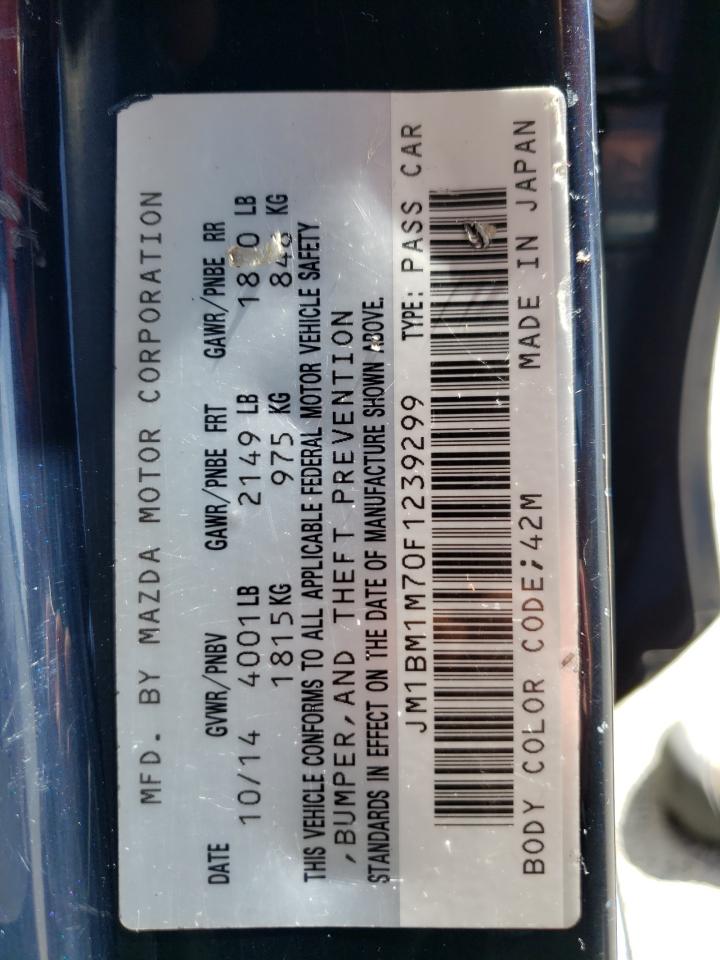 MFD. BY MAZDA MOTOR CORPORATION
DATE GVWR/PNBV GAWR/PNBE FRT GAWR/PNBE RR
10/14 4001LB 2149 LB LB
1815KG 975 KG KG
THIS VEHICLE CONFORMS TO ALL APPLICABLE FEDERAL MOTOR VEHICLE SAFETY
,BUMPER,AND THEFT PREVENTION
STANDARDS IN EFFECT ON THE DATE OF MANUFACTURE SHOWN ABOVE.
JM1BM1M70F1239299 TYPE: PASS CAR
BODY COLOR CODE;42M MADE IN JAPAN